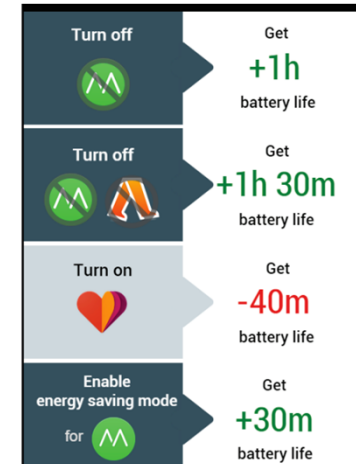 Turn off
Get
+1h
battery life
Turn off
Get
+1h 30m
battery life
Turn on
Get
-40m
battery life
Enable
energy saving mode
for
Get
+30m
battery life